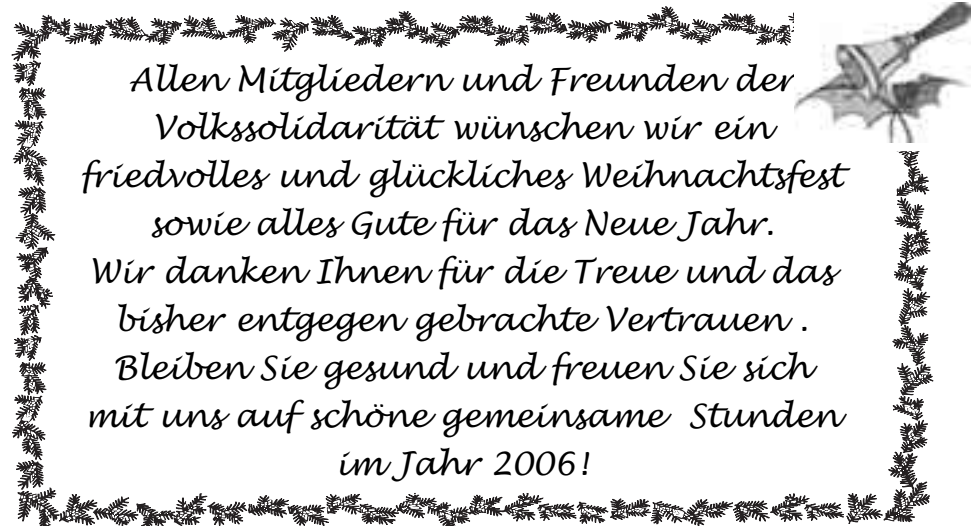 Allen Mitgliedern und Freunden der
Volkssolidarität wünschen wir ein
friedvolles und glückliches Weihnachtsfest
sowie alles Gute für das Neue Jahr.
Wir danken Ihnen für die Treue und das
bisher entgegen gebrachte Vertrauen .
Bleiben Sie gesund und freuen Sie sich
mit uns auf schöne gemeinsame  Stunden
im Jahr 2006!